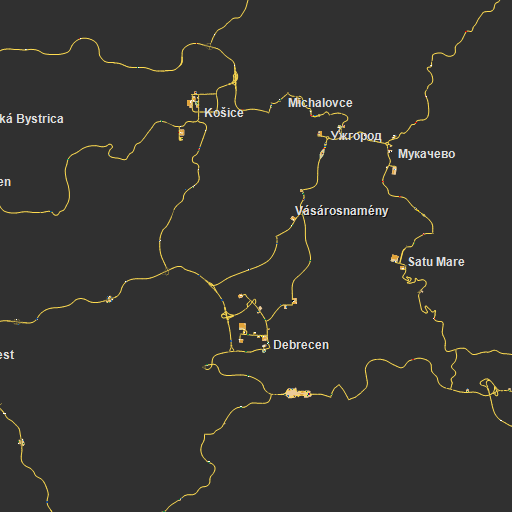 Michalovce
Košice
ká Bystrica
Ужгород
Мукачево
en
Vásárosnamény
Satu Mare
Debrecen
est